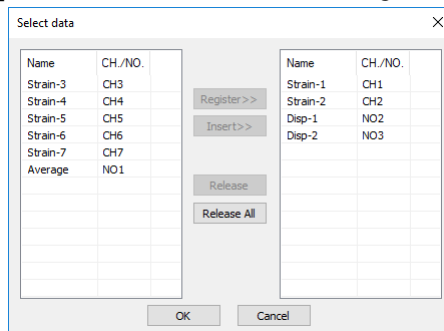 Select data
Name CH./NO.
Strain-3 CH3
Strain-4 CH4
Strain-5 CH5
Strain-6 CH6
Strain-7 CH7
Average NO1
Register>>
Insert>>
Release
Release All
Name CH./NO.
Strain-1 CH1
Strain-2 CH2
Disp-1 NO2
Disp-2 NO3
OK
Cancel